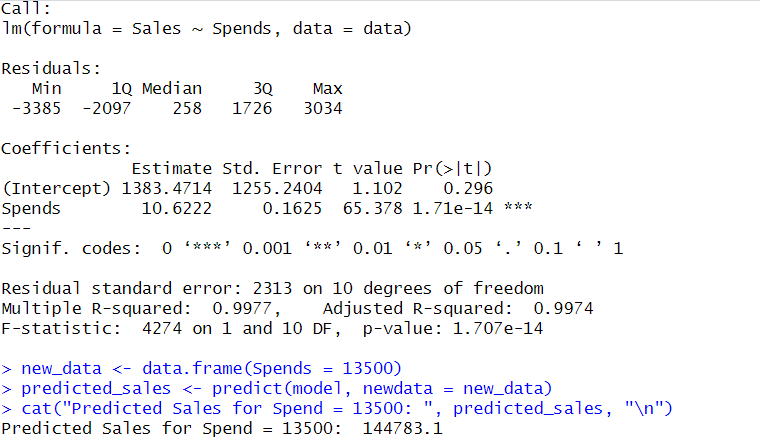 Call:
lm(formula = Sales ~ Spends, data = data)
Residuals:
Min 1Q Median 3Q Max
-3385 -2097 258 1726 3034
Coefficients:
Estimate Std. Error t value Pr(>|t|)
(Intercept) 1383.4714 1255.2404 1.102 0.296
Spends 10.6222 0.1625 65.378 1.71e-14 ***
---
Signif. codes: 0 ‘***’ 0.001 ‘**’ 0.01 ‘*’ 0.05 ‘.’ 0.1 ‘ ’ 1
Residual standard error: 2313 on 10 degrees of freedom
Multiple R-squared: 0.9977, Adjusted R-squared: 0.9974
F-statistic: 4274 on 1 and 10 DF, p-value: 1.707e-14
> new_data <- data.frame(Spends = 13500)
> predicted_sales <- predict(model, newdata = new_data)
> cat("Predicted Sales for Spend = 13500: ", predicted_sales, "\n")
Predicted Sales for Spend = 13500: 144783.1